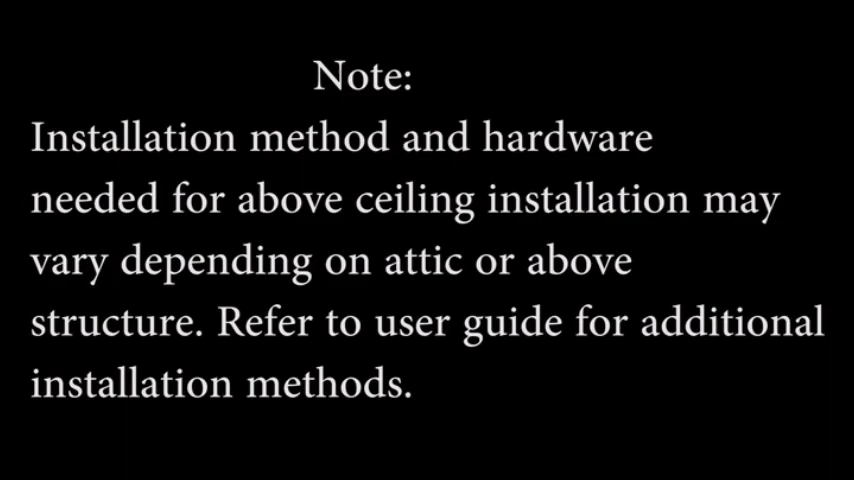 Note:
Installation method and hardware
needed for above ceiling installation may
vary depending on attic or above
structure. Refer to user guide for additional
installation methods.